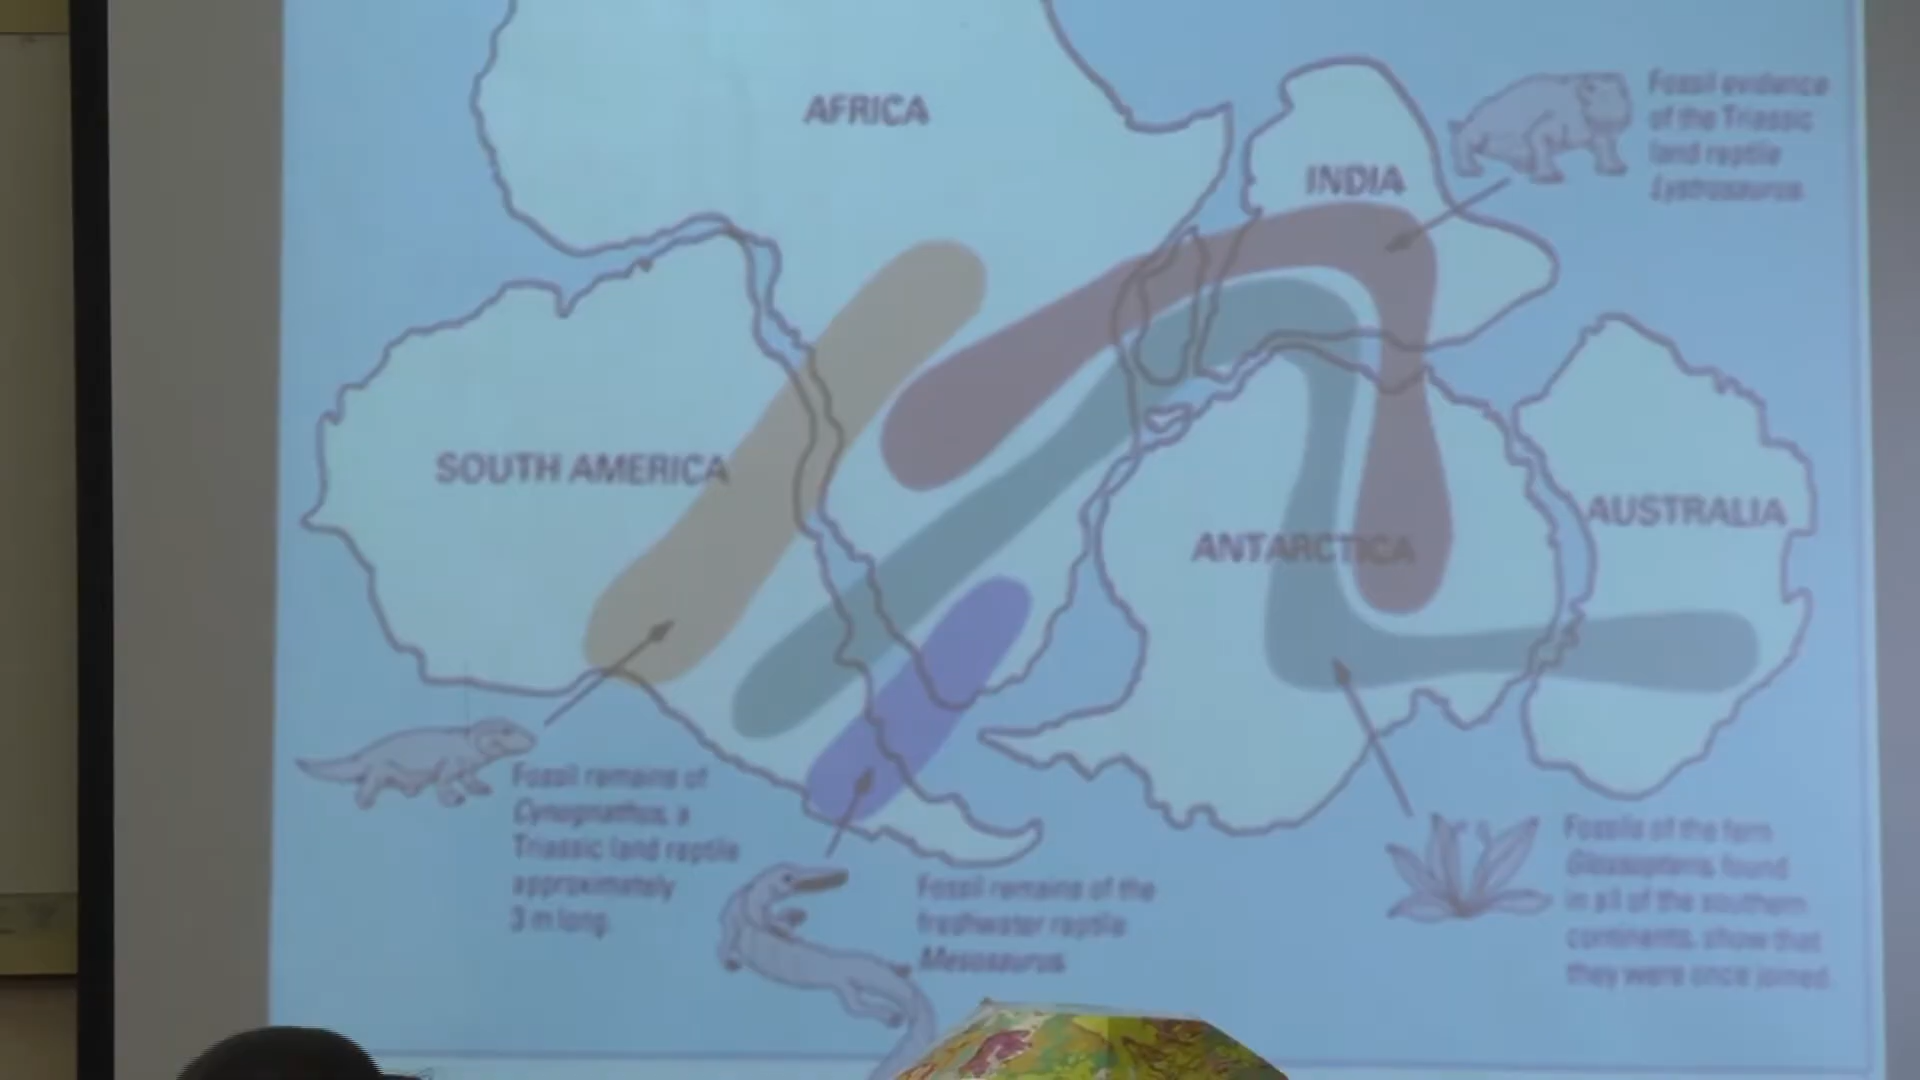 AFRICA
INDIA
Fossil evidence
of the Triassic
land reptile
Lystrosaurus.
SOUTH AMERICA
ANTARCTICA
AUSTRALIA
Fossil remains of
Cynognathus, a
Triassic land reptile
approximately
3 m long.
Fossil remains of the
freshwater reptile
Mesosaurus.
Fossils of the fern
Glossopteris, found
in all of the southern
continents, show that
they were once joined.